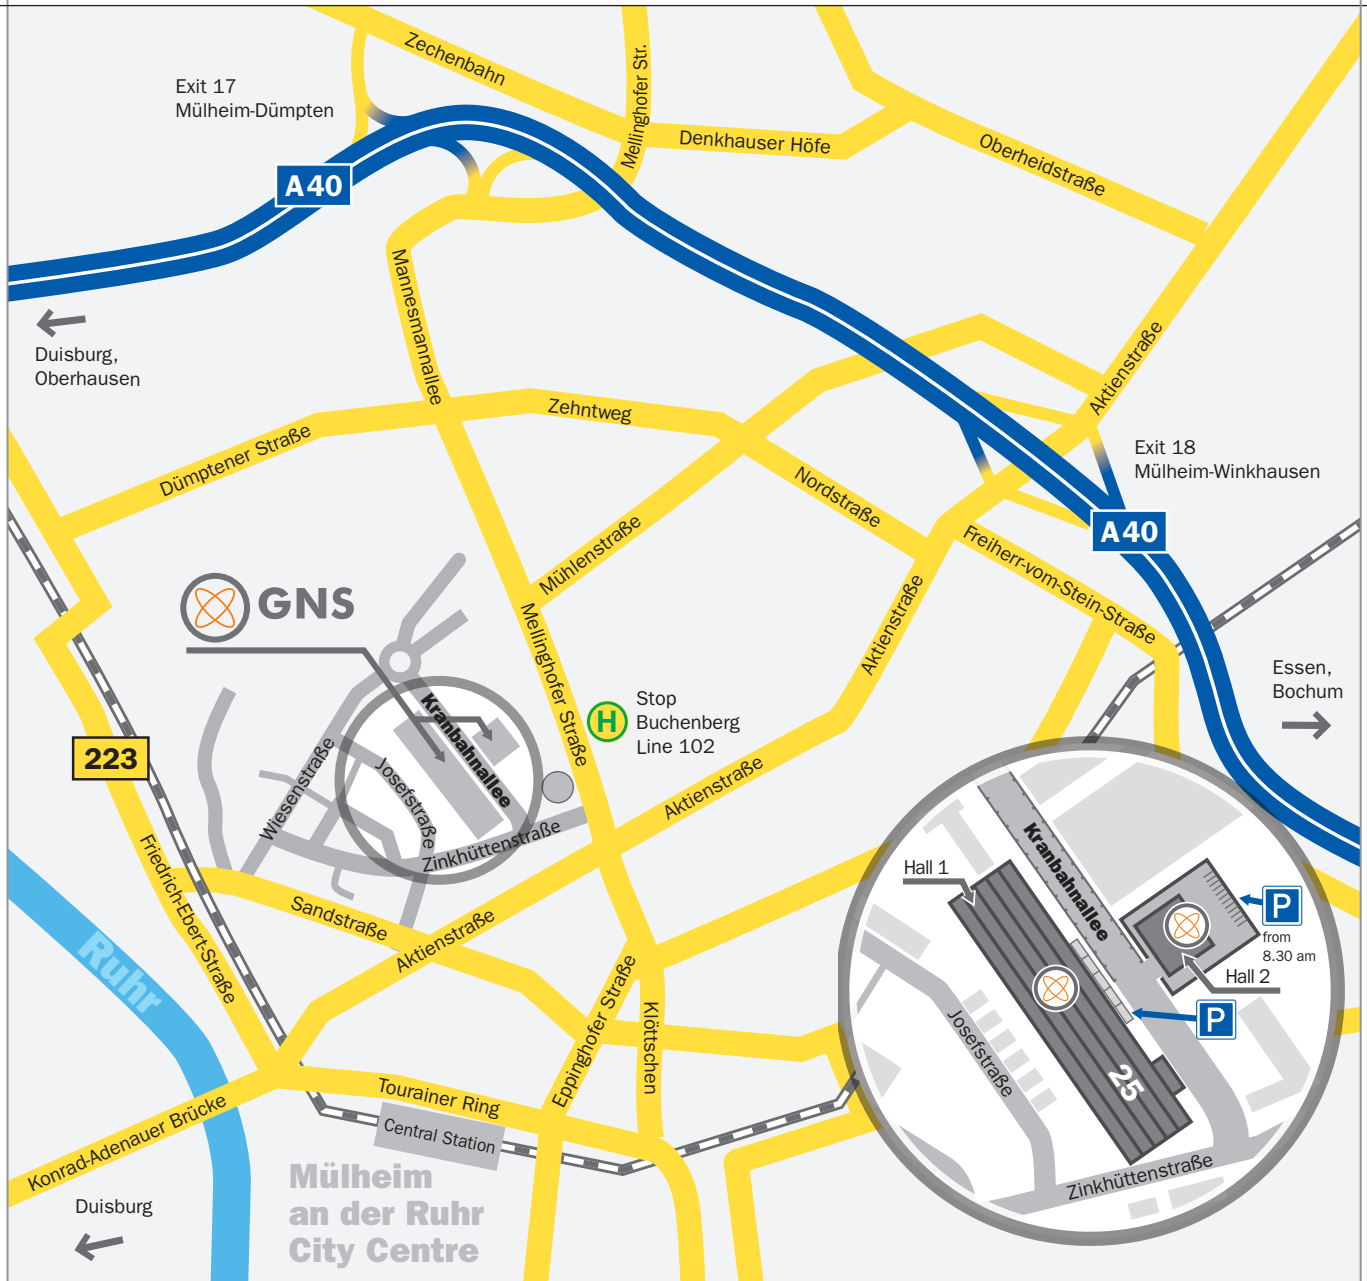 Zechenbahn
Mellinghofer Str.
Exit 17
Mülheim-Dümpten
Denkhauser Höfe
Oberheidstraße
A40
Mannesmannallee
Duisburg,
Oberhausen
Aktienstraße
Zehntweg
Dümptener Straße
Exit 18
Mülheim-Winkhausen
Nordstraße
A40
Mühlenstraße
Freiherr-vom-Stein-Straße
GNS
Aktienstraße
Mellinghofer Straße
Essen,
Bochum
Kranbahnallee
H
Stop
Buchenberg
Line 102
223
Wiesenstraße
Josefstraße
Aktienstraße
Zinkhüttenstraße
Friedrich-Ebert-Straße
Kranbahnallee
Hall 1
P
from
8.30 am
Hall 2
P
Sandstraße
Aktienstraße
Ruhr
Eppinghofer Straße
Klöttschen
Josefstraße
25
Tourainer Ring
Central Station
Konrad-Adenauer Brücke
Zinkhüttenstraße
Mülheim
an der Ruhr
City Centre
Duisburg